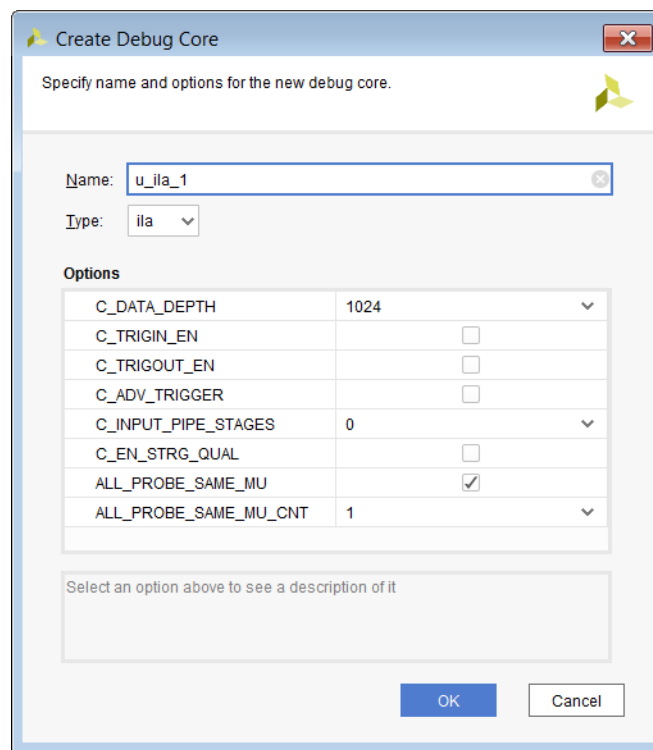 Create Debug Core
Specify name and options for the new debug core.
Name: u_ila_1
Type: ila
Options
C_DATA_DEPTH 1024
C_TRIGIN_EN
C_TRIGOUT_EN
C_ADV_TRIGGER
C_INPUT_PIPE_STAGES 0
C_EN_STRG_QUAL
ALL_PROBE_SAME_MU
ALL_PROBE_SAME_MU_CNT 1
Select an option above to see a description of it
OK Cancel